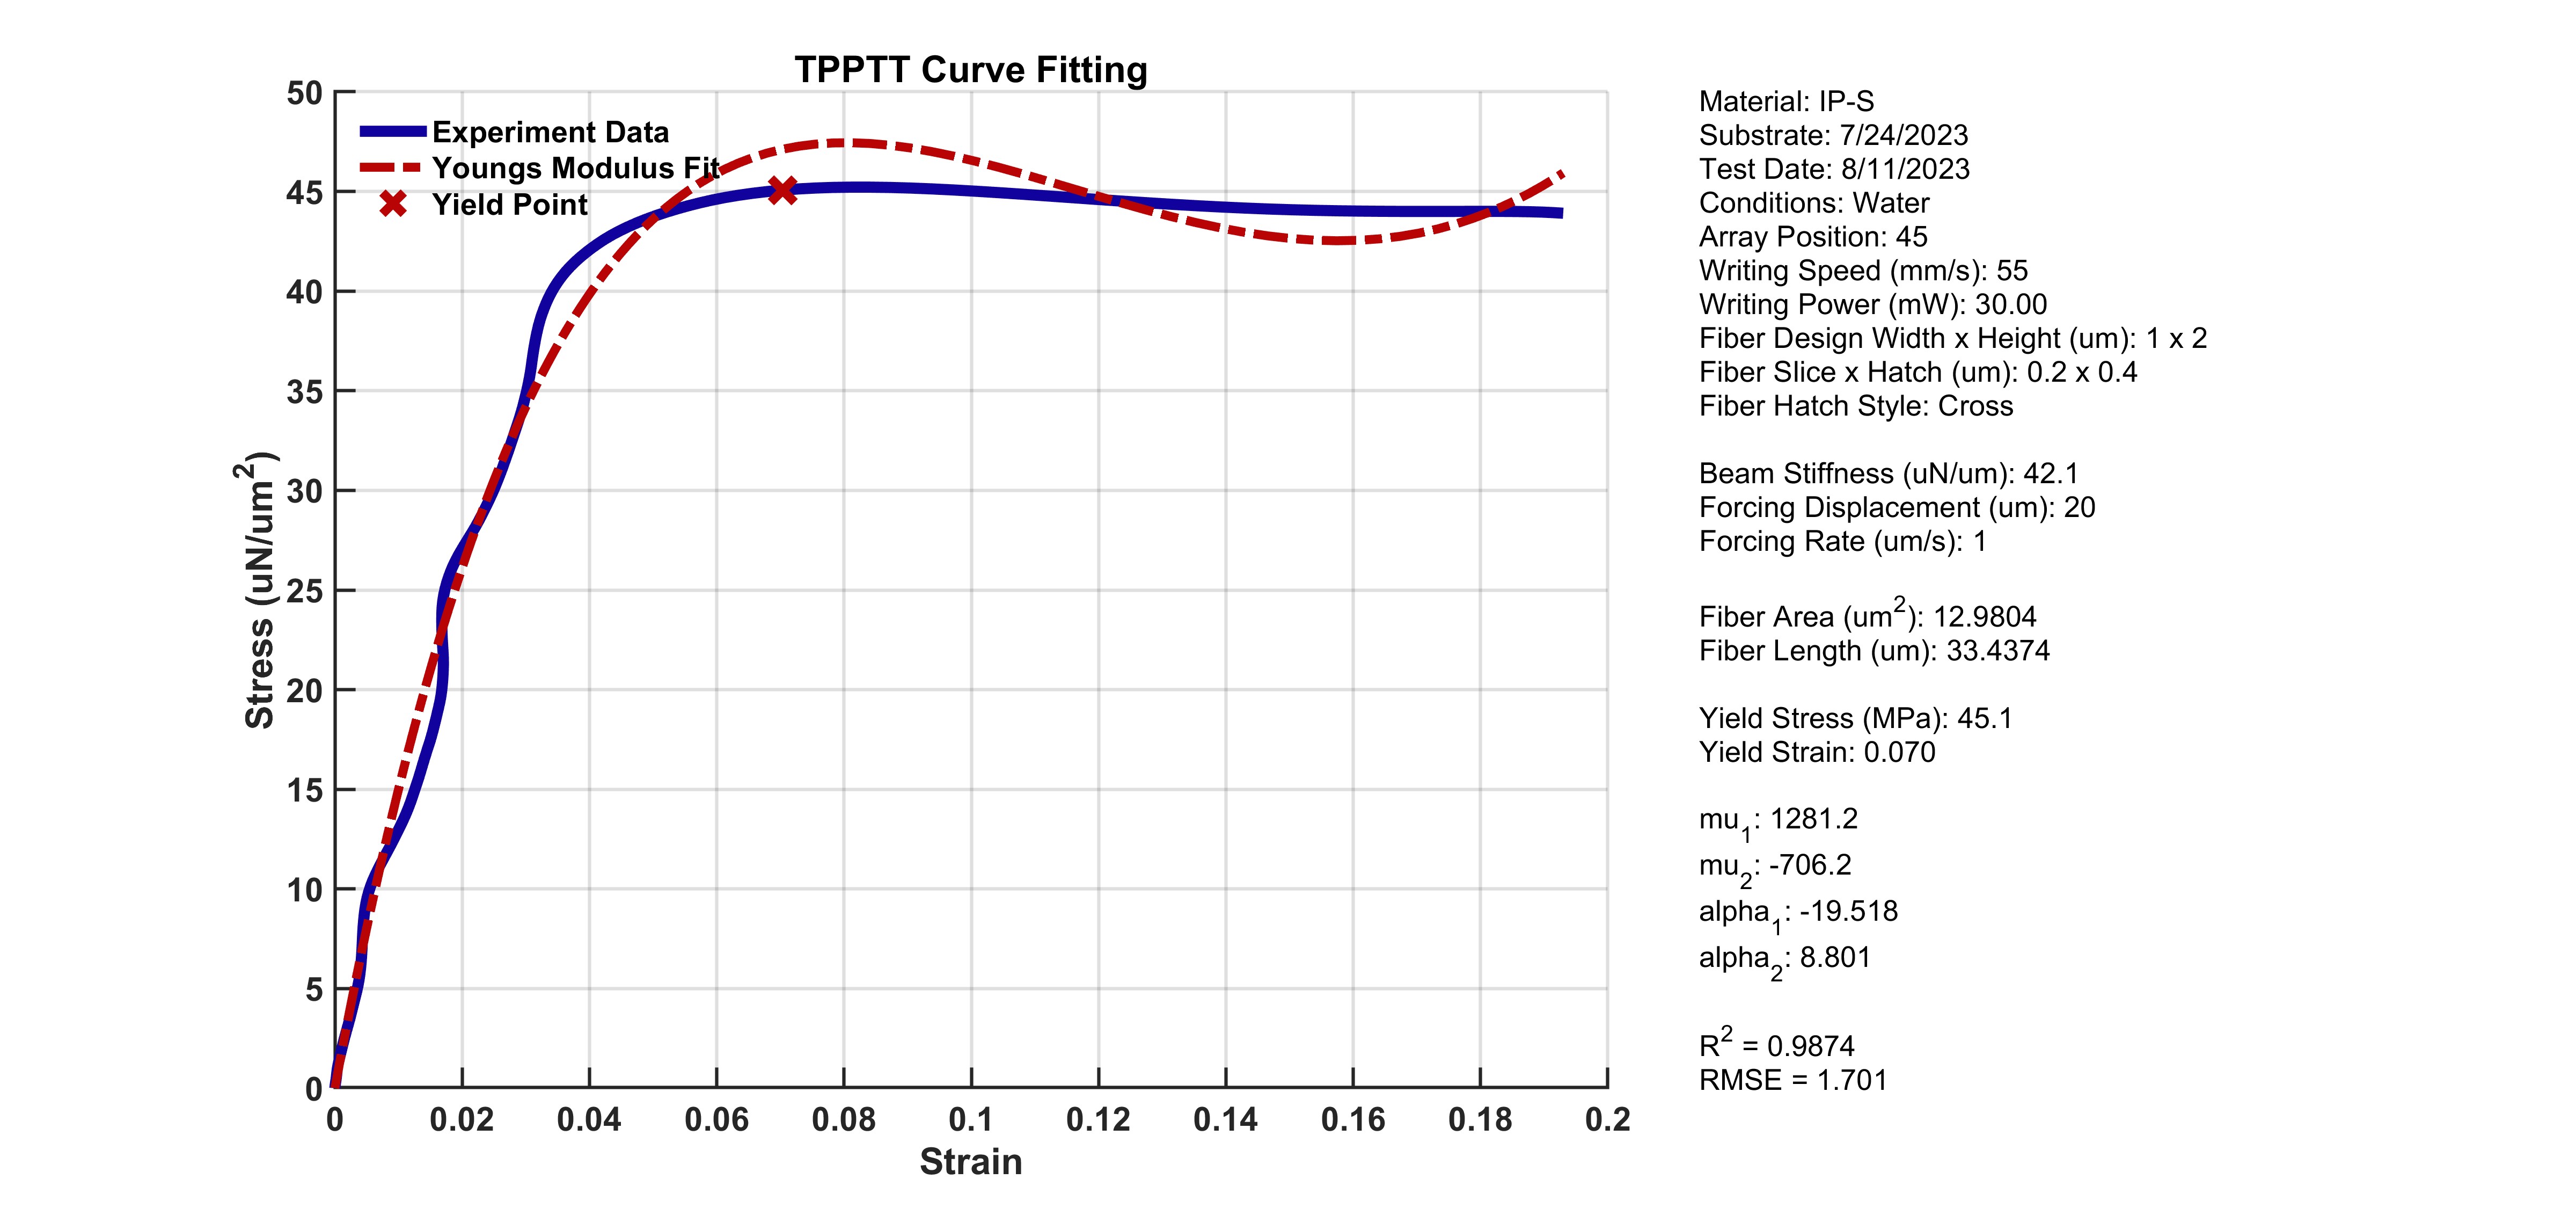 TPPTT Curve Fitting
50
45
40
35
30
25
20
15
10
5
0
Stress (uN/um²)
Experiment Data
Youngs Modulus Fit
Yield Point
0 0.02 0.04 0.06 0.08 0.1 0.12 0.14 0.16 0.18 0.2
Strain
Material: IP-S
Substrate: 7/24/2023
Test Date: 8/11/2023
Conditions: Water
Array Position: 45
Writing Speed (mm/s): 55
Writing Power (mW): 30.00
Fiber Design Width x Height (um): 1 x 2
Fiber Slice x Hatch (um): 0.2 x 0.4
Fiber Hatch Style: Cross
Beam Stiffness (uN/um): 42.1
Forcing Displacement (um): 20
Forcing Rate (um/s): 1
Fiber Area (um²): 12.9804
Fiber Length (um): 33.4374
Yield Stress (MPa): 45.1
Yield Strain: 0.070
mu₁: 1281.2
mu₂: -706.2
alpha₁: -19.518
alpha₂: 8.801
R² = 0.9874
RMSE = 1.701